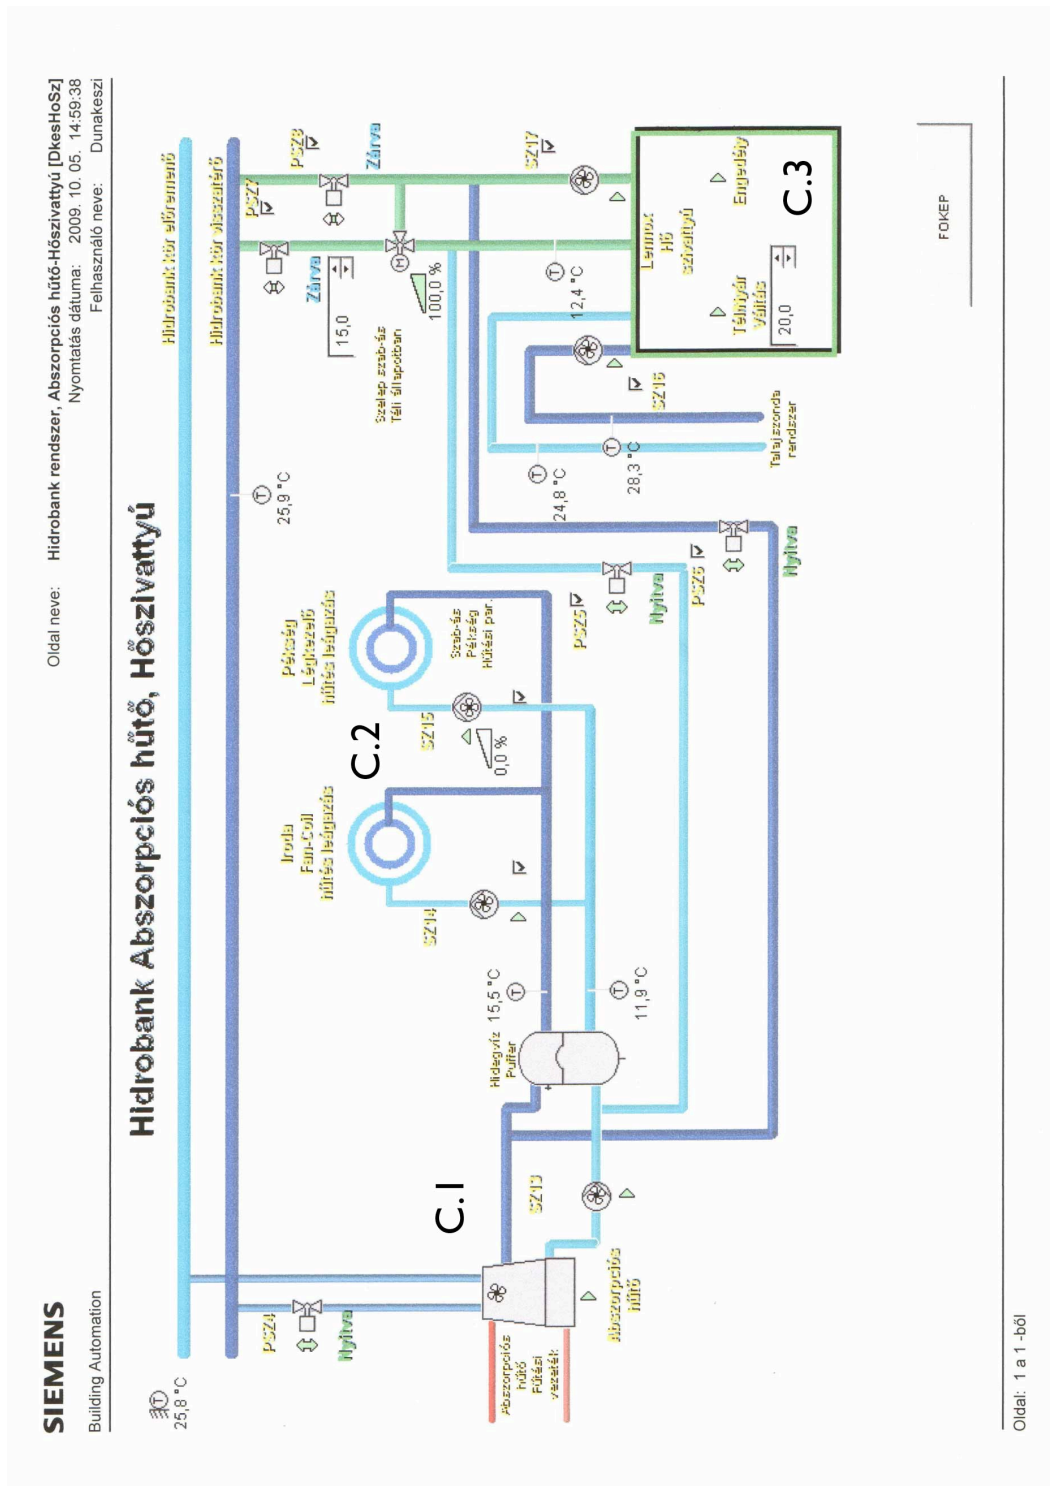 SIEMENS
Building Automation
Oldal neve: Hidrobank rendszer, Abszorpciós hűtő-Hőszivattyú [DkesHoSz]
Nyomtatás dátuma: 2009. 10. 05. 14:59:38
Felhasználó neve: Dunakeszi
Hidrobank Abszorpciós hűtő, Hőszivattyú
25,8 °C
Hidrobank kör előremenő
Hidrobank kör visszatérő
25,9 °C
PSZ4
Nyitva
PSZ7
Zárva
PSZ8
Zárva
15,0
Szelep szab-ás
Téli állapotban
M
100,0 %
SZ17
T
12,4 °C
Iroda
Fan-Coil
hűtés leágazás
C.2
Pékség
Légkezelő
hűtés leágazás
SZ14
SZ15
0,0 %
Szab-ás
Pékség
Hűtési par.
C.1
Hidegvíz
Puffer
15,5 °C
T
11,9 °C
T
SZ13
Abszorpciós
hűtő
Fűtési
vezeték
Abszorpciós
hűtő
PSZ5
Nyitva
PSZ6
Nyitva
T
24,8 °C
T
28,3 °C
SZ16
Talajszonda
rendszer
Lennox
Hő
szivattyú
Tél/nyár
váltás
20,0
Engedély
C.3
FOKEP
Oldal: 1 a 1 -ből